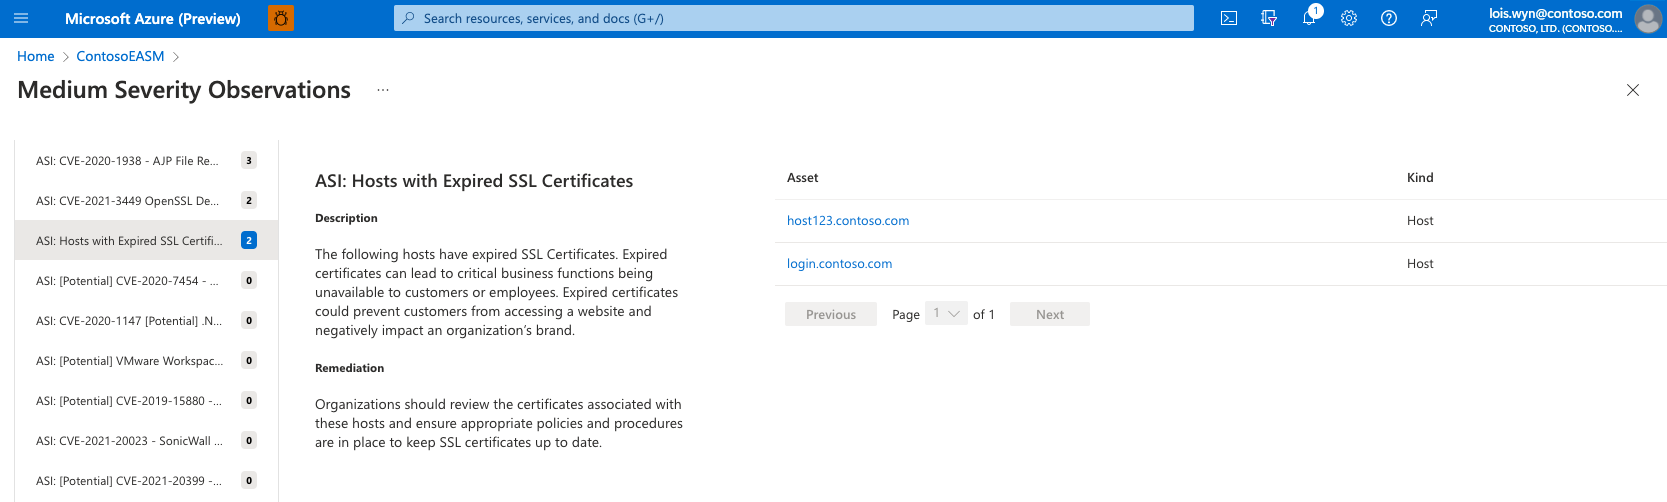 Microsoft Azure (Preview)
Search resources, services, and docs (G+/)
1
lois.wyn@contoso.com
CONTOSO, LTD. (CONTOSO....
Home > ContosoEASM >
Medium Severity Observations ...
ASI: CVE-2020-1938 - AJP File Re... 3
ASI: CVE-2021-3449 OpenSSL De... 2
ASI: Hosts with Expired SSL Certifi... 2
ASI: [Potential] CVE-2020-7454 - ... 0
ASI: CVE-2020-1147 [Potential] .N... 0
ASI: [Potential] VMware Workspac... 0
ASI: [Potential] CVE-2019-15880 -... 0
ASI: CVE-2021-20023 - SonicWall ... 0
ASI: [Potential] CVE-2021-20399 -... 0
ASI: Hosts with Expired SSL Certificates
Description
The following hosts have expired SSL Certificates. Expired
certificates can lead to critical business functions being
unavailable to customers or employees. Expired certificates
could prevent customers from accessing a website and
negatively impact an organization’s brand.
Remediation
Organizations should review the certificates associated with
these hosts and ensure appropriate policies and procedures
are in place to keep SSL certificates up to date.
Asset Kind
host123.contoso.com Host
login.contoso.com Host
Previous Page 1 of 1 Next